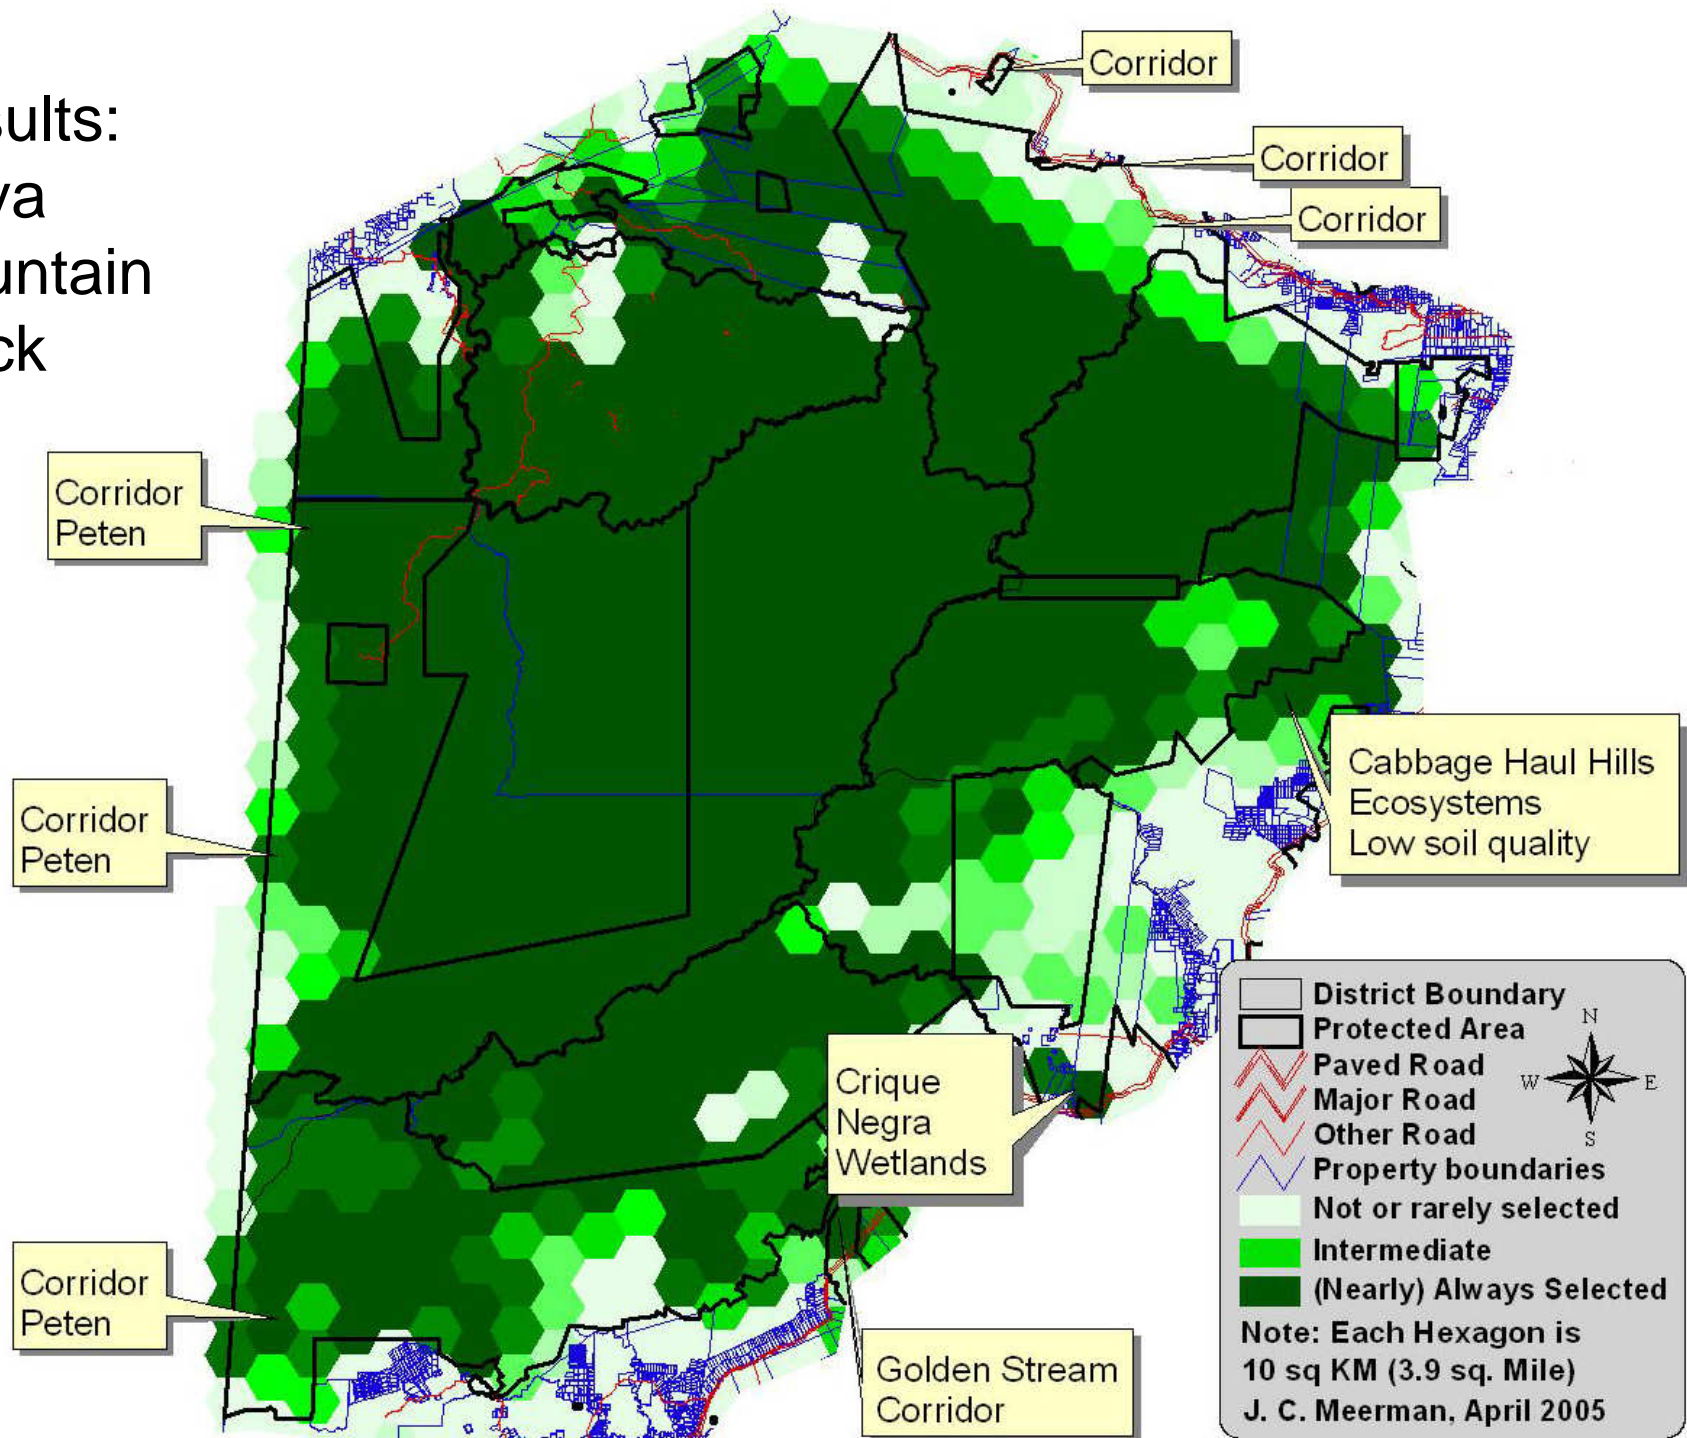 sults:
ya
untain
ck
Corridor
Corridor
Corridor
Corridor
Peten
Corridor
Peten
Cabbage Haul Hills
Ecosystems
Low soil quality
Crique
Negra
Wetlands
Corridor
Peten
Golden Stream
Corridor
District Boundary
Protected Area
Paved Road
Major Road
Other Road
Property boundaries
Not or rarely selected
Intermediate
(Nearly) Always Selected
Note: Each Hexagon is
10 sq KM (3.9 sq. Mile)
J. C. Meerman, April 2005
N
W E
S